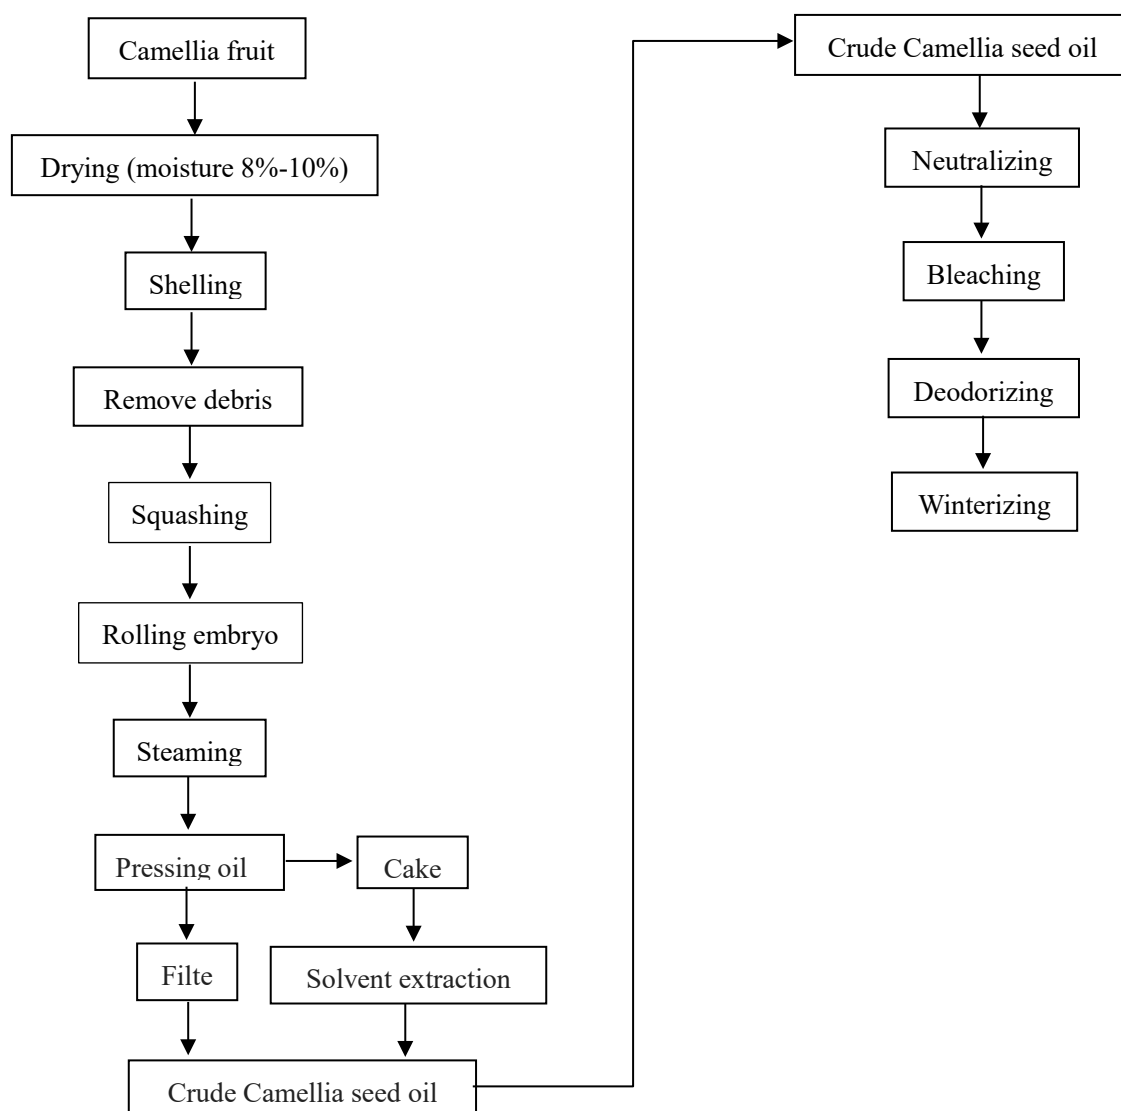 Camellia fruit
Drying (moisture 8%-10%)
Shelling
Remove debris
Squashing
Rolling embryo
Steaming
Pressing oil
Cake
Filte
Solvent extraction
Crude Camellia seed oil
Crude Camellia seed oil
Neutralizing
Bleaching
Deodorizing
Winterizing